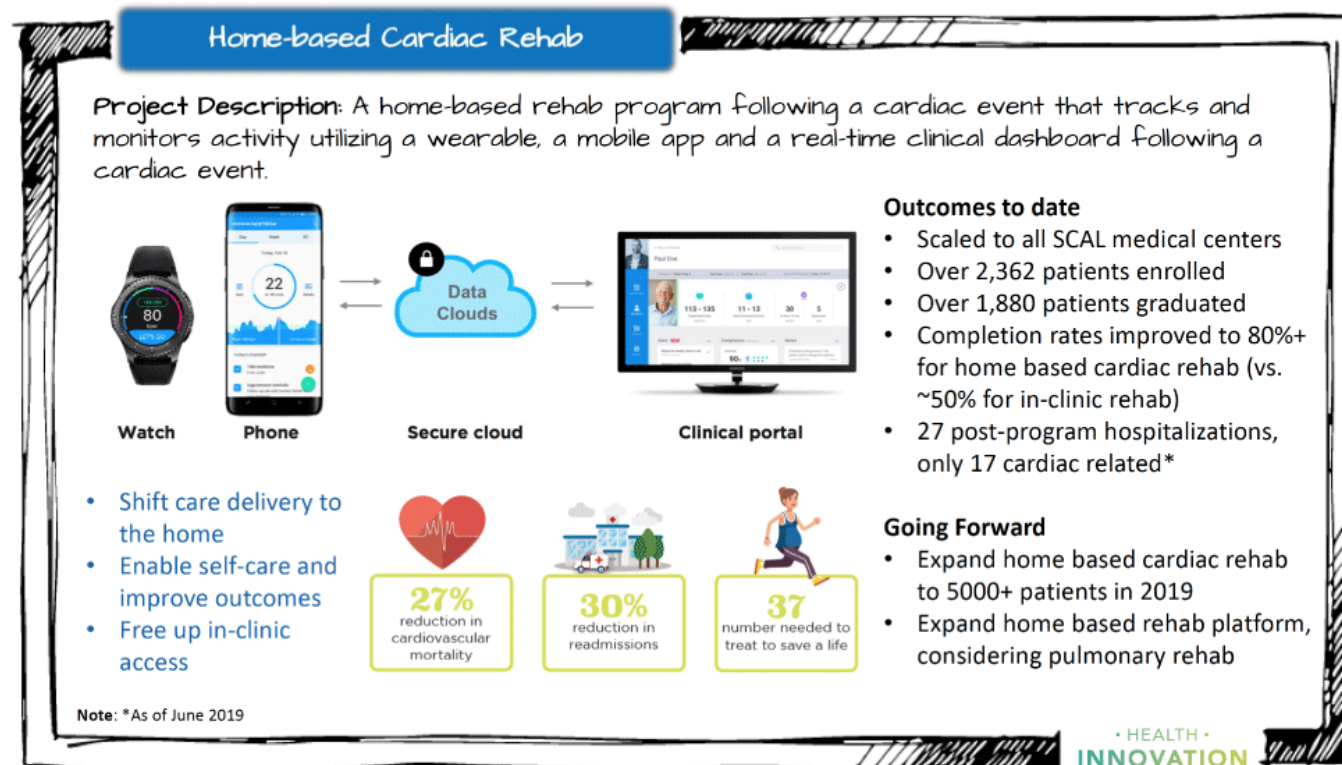 Home-based Cardiac Rehab
Project Description: A home-based rehab program following a cardiac event that tracks and
monitors activity utilizing a wearable, a mobile app and a real-time clinical dashboard following a
cardiac event.
80
Day
Week
22
Data
Clouds
Paul Doe
113 - 135
11 - 13
30
5
Watch
Phone
Secure cloud
Clinical portal
Outcomes to date
• Scaled to all SCAL medical centers
• Over 2,362 patients enrolled
• Over 1,880 patients graduated
• Completion rates improved to 80%+
for home based cardiac rehab (vs.
~50% for in-clinic rehab)
• 27 post-program hospitalizations,
only 17 cardiac related*
• Shift care delivery to
the home
• Enable self-care and
improve outcomes
• Free up in-clinic
access
27%
reduction in
cardiovascular
mortality
30%
reduction in
readmissions
37
number needed to
treat to save a life
Going Forward
• Expand home based cardiac rehab
to 5000+ patients in 2019
• Expand home based rehab platform,
considering pulmonary rehab
Note: *As of June 2019
• HEALTH •
INNOVATION